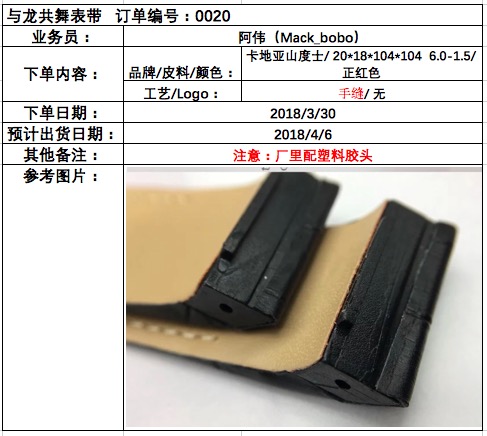 与龙共舞表带 订单编号：0020
业务员： 阿伟（Mack_bobo）
下单内容： 品牌/皮料/颜色： 卡地亚山度士/ 20*18*104*104 6.0-1.5/
正红色
工艺/Logo： 手缝/ 无
下单日期： 2018/3/30
预计出货日期： 2018/4/6
其他备注： 注意：厂里配塑料胶头
参考图片：